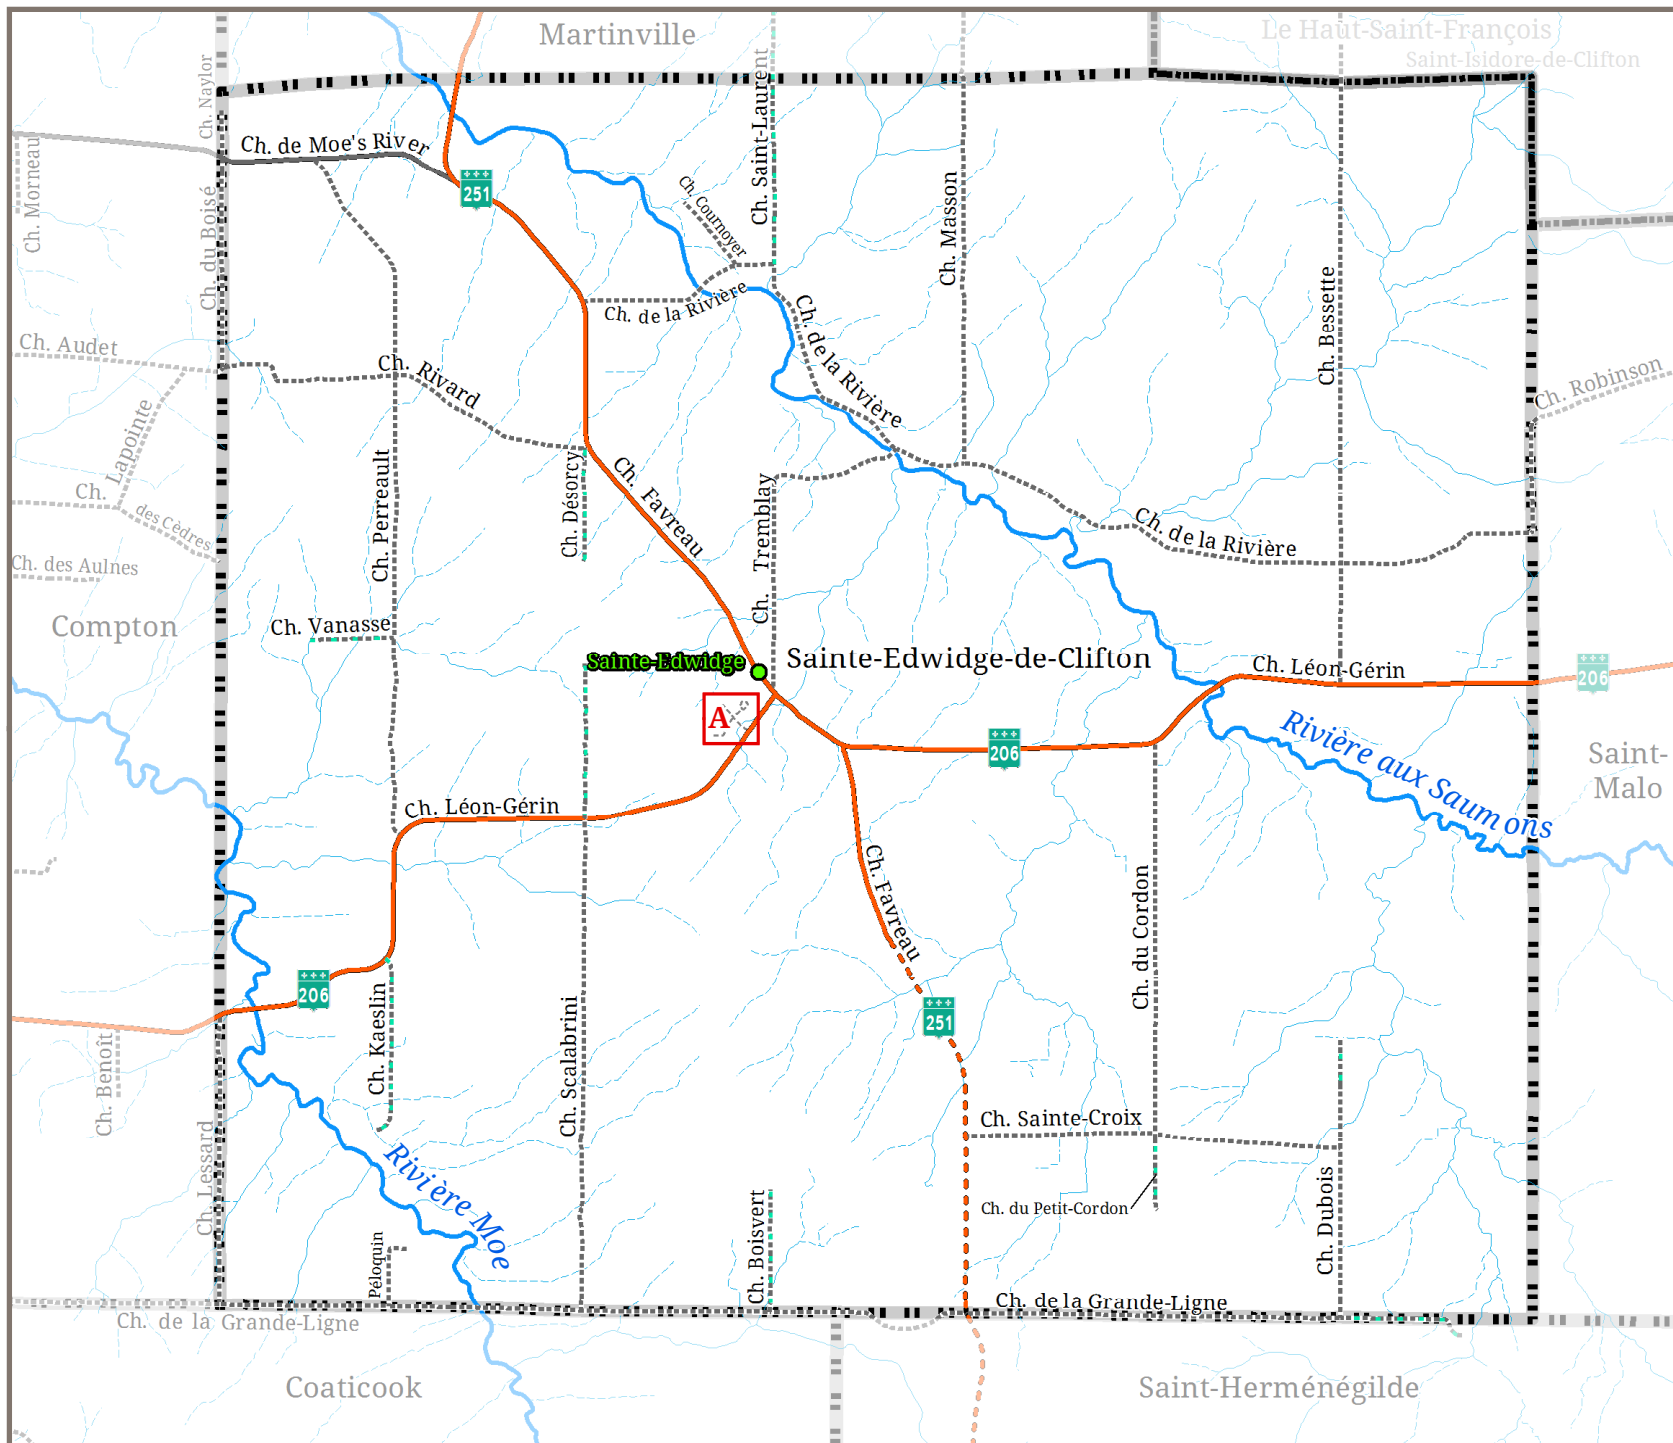 Martinville
Le Haut-Saint-François
Saint-Isidore-de-Clifton
Ch. Naylor
Ch. Morneau
Ch. de Moe's River
251
Ch. du Boisé
Ch. Cournoyer
Ch. Saint-Laurent
Ch. Masson
Ch. Bessette
Ch. de la Rivière
Ch. de la Rivière
Ch. Audet
Ch. Rivard
Ch. Robinson
Ch. Lapointe
des Cèdres
Ch. des Aulnes
Ch. Perreault
Ch. Désorcy
Ch. Favreau
Ch. Tremblay
Ch. de la Rivière
Compton
Ch. Vanasse
Sainte-Edwidge
Sainte-Edwidge-de-Clifton
Ch. Léon-Gérin
206
A
206
Rivière aux Saumons
Saint-
Malo
Ch. Léon-Gérin
Ch. Favreau
Ch. du Cordon
206
251
Ch. Kaeslin
Ch. Scalabrini
Ch. Benoît
Ch. Sainte-Croix
Ch. Lessard
Rivière Moe
Ch. du Petit-Cordon
Ch. Dubois
Péloquin
Ch. Boisvert
Ch. de la Grande-Ligne
Ch. de la Grande-Ligne
Coaticook
Saint-Herménégilde